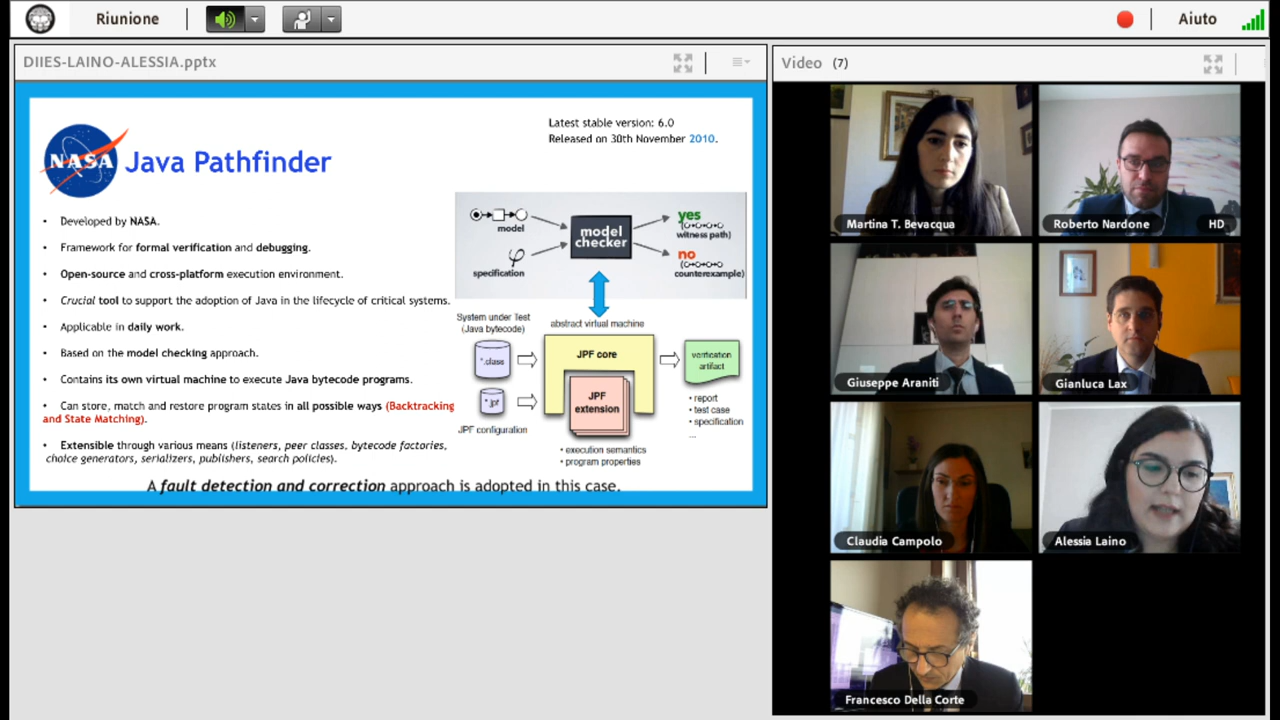 Riunione
Aiuto
DIIES-LAINO-ALESSIA.pptx
Video (7)
Latest stable version: 6.0
Released on 30th November 2010.
NASA
Java Pathfinder
• Developed by NASA.
• Framework for formal verification and debugging.
• Open-source and cross-platform execution environment.
• Crucial tool to support the adoption of Java in the lifecycle of critical systems.
• Applicable in daily work.
• Based on the model checking approach.
• Contains its own virtual machine to execute Java bytecode programs.
• Can store, match and restore program states in all possible ways (Backtracking
and State Matching).
• Extensible through various means (listeners, peer classes, bytecode factories,
choice generators, serializers, publishers, search policies).
model
φ
specification
model
checker
yes
witness path)
no
counterexample)
System under Test
(Java bytecode)
abstract virtual machine
*.class
*.jpf
JPF configuration
JPF core
JPF
extension
verification
artifact
• report
• test case
• specification
...
• execution semantics
• program properties
A fault detection and correction approach is adopted in this case.
Martina T. Bevacqua
Roberto Nardone
HD
Giuseppe Araniti
Gianluca Lax
Claudia Campolo
Alessia Laino
Francesco Della Corte